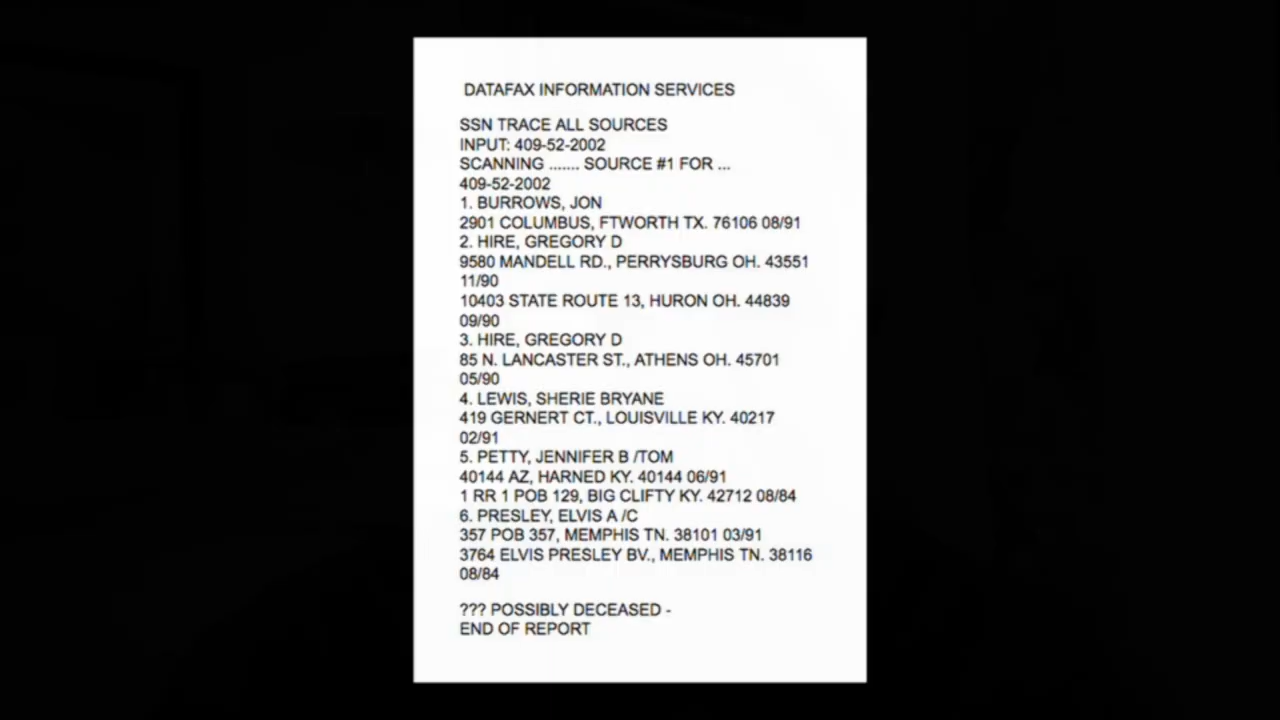 DATAFAX INFORMATION SERVICES
SSN TRACE ALL SOURCES
INPUT: 409-52-2002
SCANNING ....... SOURCE #1 FOR ...
409-52-2002
1. BURROWS, JON
2901 COLUMBUS, FTWORTH TX. 76106 08/91
2. HIRE, GREGORY D
9580 MANDELL RD., PERRYSBURG OH. 43551
11/90
10403 STATE ROUTE 13, HURON OH. 44839
09/90
3. HIRE, GREGORY D
85 N. LANCASTER ST., ATHENS OH. 45701
05/90
4. LEWIS, SHERIE BRYANE
419 GERNERT CT., LOUISVILLE KY. 40217
02/91
5. PETTY, JENNIFER B /TOM
40144 AZ, HARNED KY. 40144 06/91
1 RR 1 POB 129, BIG CLIFTY KY. 42712 08/84
6. PRESLEY, ELVIS A /C
357 POB 357, MEMPHIS TN. 38101 03/91
3764 ELVIS PRESLEY BV., MEMPHIS TN. 38116
08/84
??? POSSIBLY DECEASED -
END OF REPORT